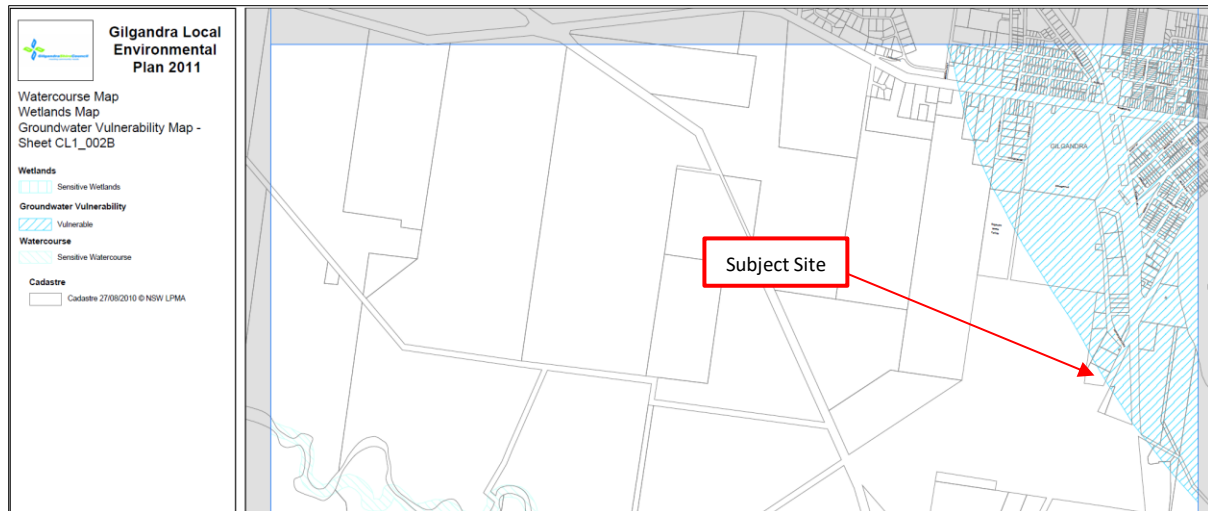 Gilgandra Local
Environmental
Plan 2011
Watercourse Map
Wetlands Map
Groundwater Vulnerability Map -
Sheet CL1_002B
Wetlands
Sensitive Wetlands
Groundwater Vulnerability
Vulnerable
Watercourse
Sensitive Watercourse
Cadastre
Cadastre 27/08/2010 © NSW LPMA
GILGANDRA
Subject Site